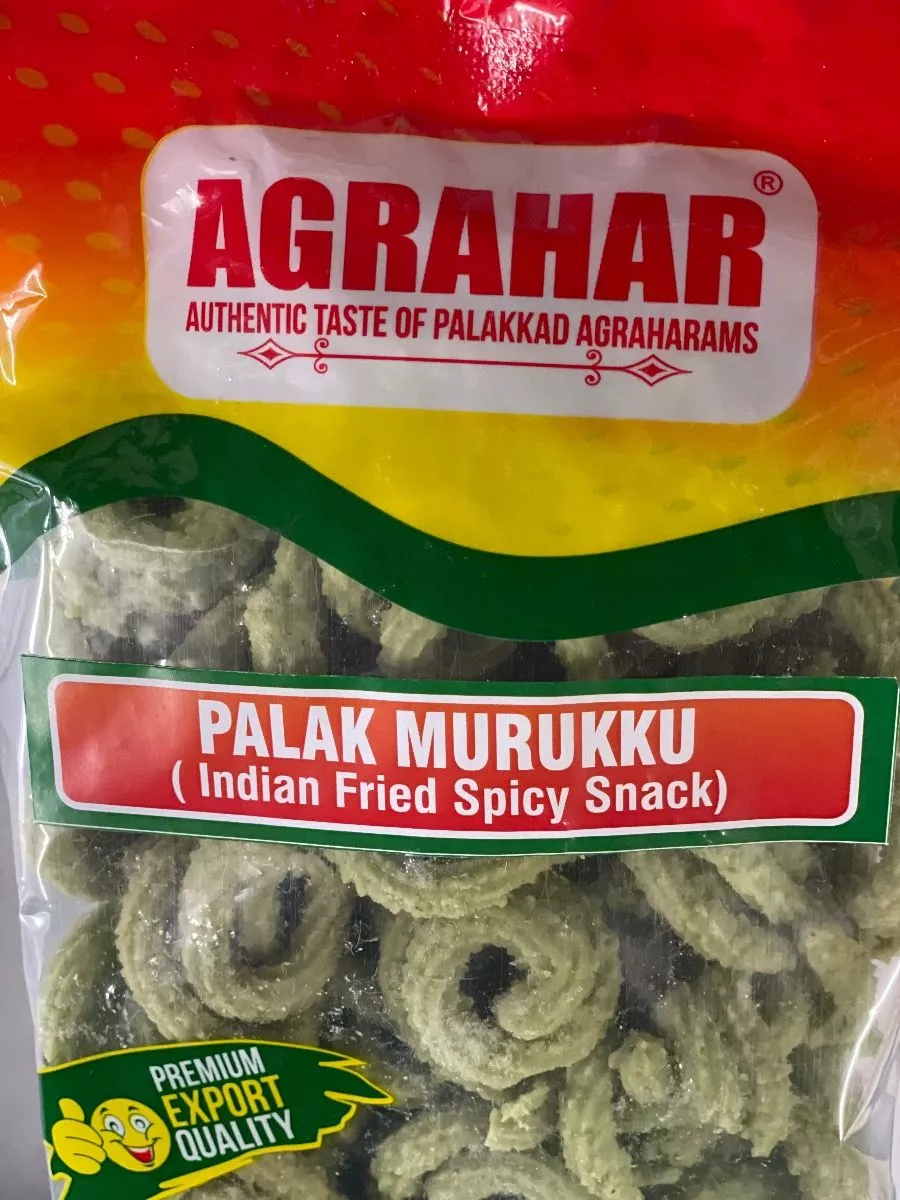 AGRAHAR®
AUTHENTIC TASTE OF PALAKKAD AGRAHARAMS
PALAK MURUKKU
( Indian Fried Spicy Snack)
PREMIUM
EXPORT
QUALITY